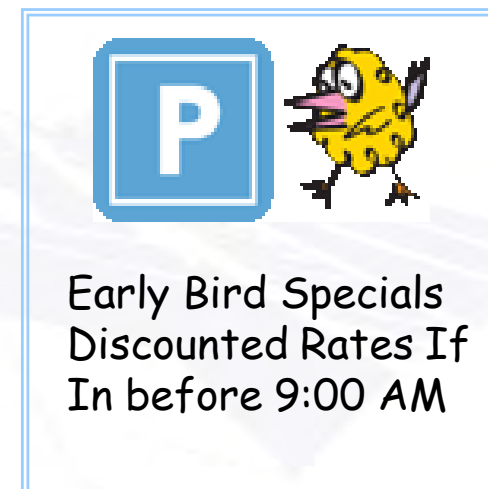 P
Early Bird Specials
Discounted Rates If
In before 9:00 AM